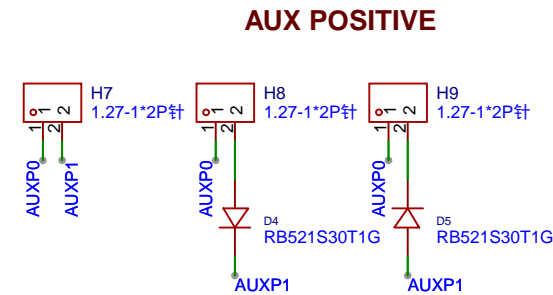 AUX POSITIVE
H7
1.27-1*2P针
1 2
1 2
AUXP0
AUXP1
H8
1.27-1*2P针
1 2
1 2
AUXP0
D4
RB521S30T1G
AUXP1
H9
1.27-1*2P针
1 2
1 2
AUXP0
D5
RB521S30T1G
AUXP1